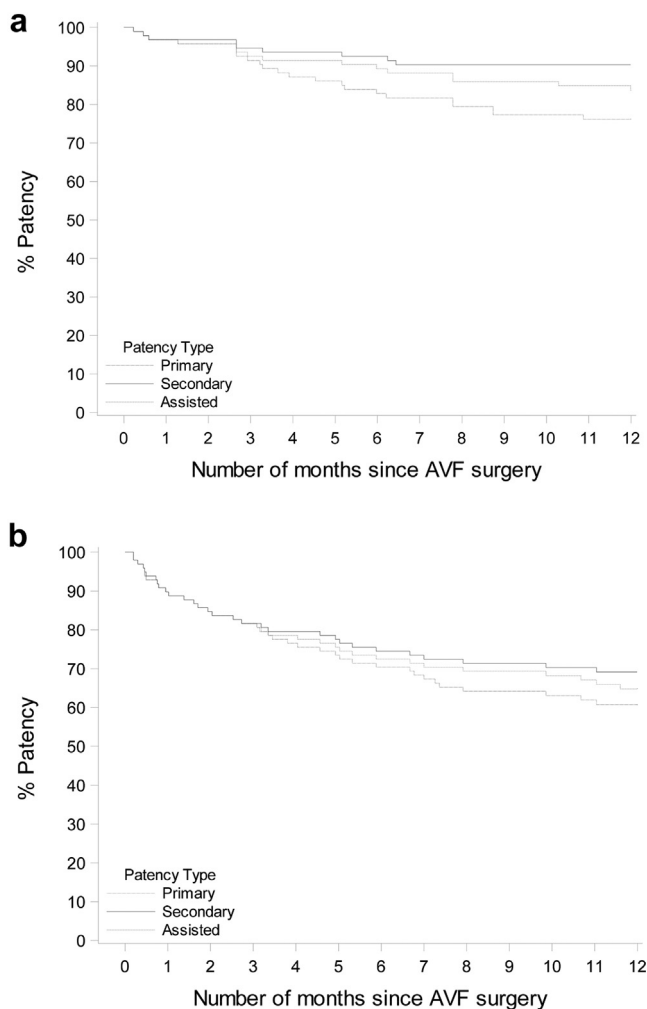 a
100
90
80
70
60
50
40
30
20
10
0
% Patency
Patency Type
Primary
Secondary
Assisted
0 1 2 3 4 5 6 7 8 9 10 11 12
Number of months since AVF surgery
b
100
90
80
70
60
50
40
30
20
10
0
% Patency
Patency Type
Primary
Secondary
Assisted
0 1 2 3 4 5 6 7 8 9 10 11 12
Number of months since AVF surgery